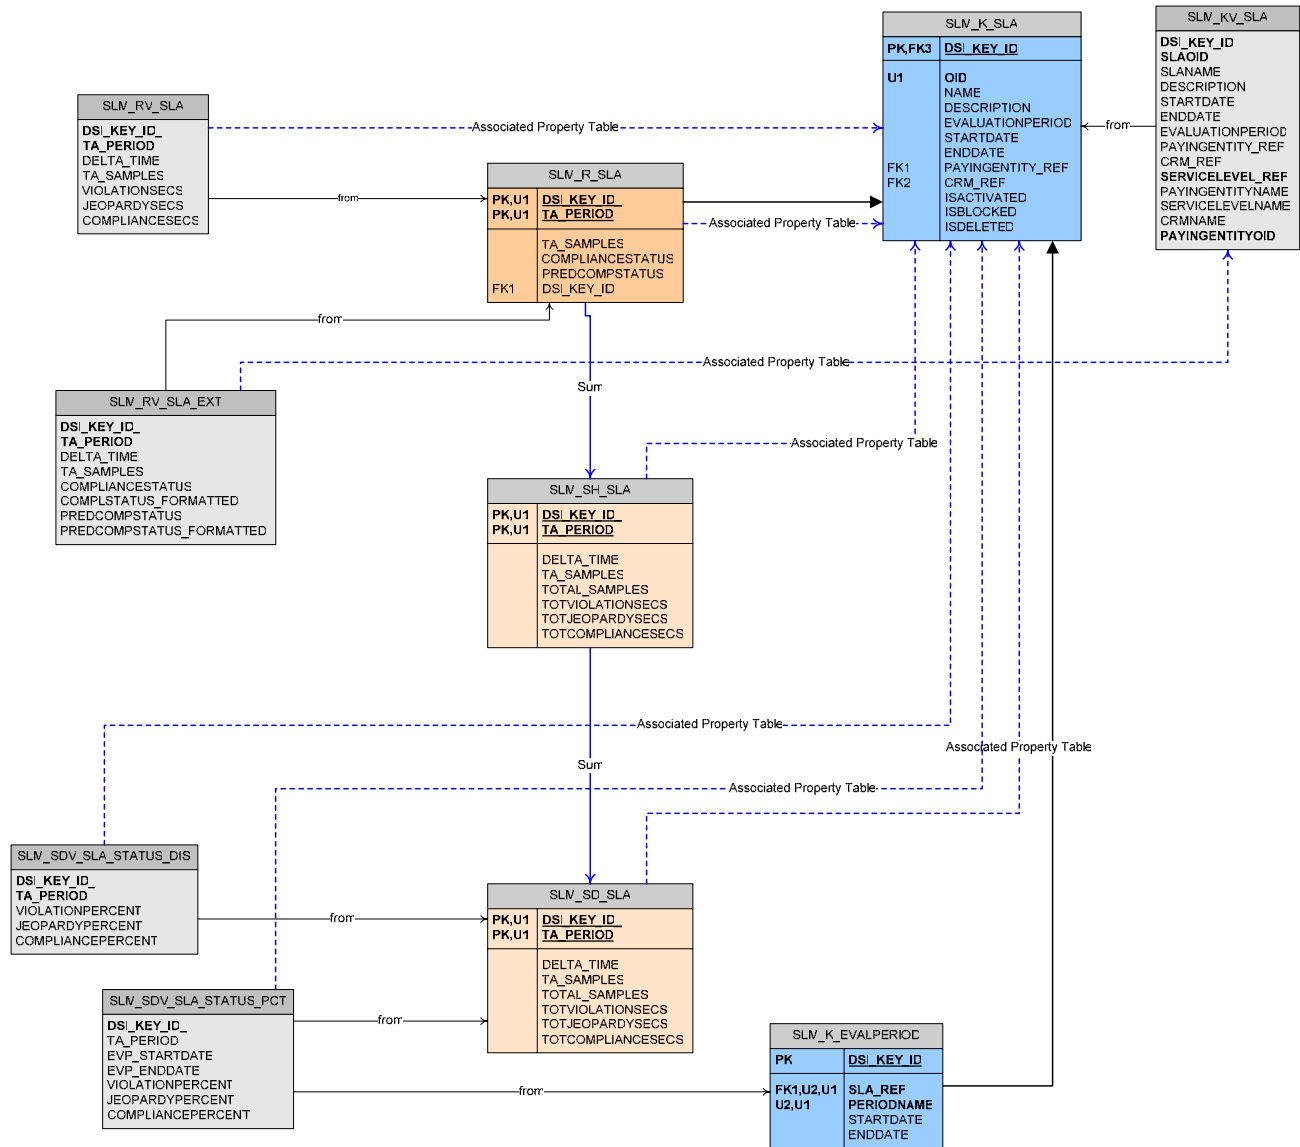 SLM_K_SLA
PK,FK3 DSI_KEY_ID
U1 OID
NAME
DESCRIPTION
EVALUATIONPERIOD
STARTDATE
ENDDATE
FK1 PAYINGENTITY_REF
FK2 CRM_REF
ISACTIVATED
ISBLOCKED
ISDELETED
SLM_KV_SLA
DSI_KEY_ID
SLAOID
SLANAME
DESCRIPTION
STARTDATE
ENDDATE
EVALUATIONPERIOD
PAYINGENTITY_REF
CRM_REF
SERVICELEVEL_REF
PAYINGENTITYNAME
SERVICELEVELNAME
CRMNAME
PAYINGENTITYOID
from
SLM_RV_SLA
DSI_KEY_ID_
TA_PERIOD
DELTA_TIME
TA_SAMPLES
VIOLATIONSECS
JEOPARDYSECS
COMPLIANCESECS
Associated Property Table
from
SLM_R_SLA
PK,U1 DSI_KEY_ID_
PK,U1 TA_PERIOD
TA_SAMPLES
COMPLIANCESTATUS
PREDCOMPSTATUS
FK1 DSI_KEY_ID
Associated Property Table
from
Associated Property Table
Sum
SLM_RV_SLA_EXT
DSI_KEY_ID_
TA_PERIOD
DELTA_TIME
TA_SAMPLES
COMPLIANCESTATUS
COMPLSTATUS_FORMATTED
PREDCOMPSTATUS
PREDCOMPSTATUS_FORMATTED
Associated Property Table
SLM_SH_SLA
PK,U1 DSI_KEY_ID_
PK,U1 TA_PERIOD
DELTA_TIME
TA_SAMPLES
TOTAL_SAMPLES
TOTVIOLATIONSECS
TOTJEOPARDYSECS
TOTCOMPLIANCESECS
Associated Property Table
Associated Property Table
Sum
Associated Property Table
SLM_SDV_SLA_STATUS_DIS
DSI_KEY_ID_
TA_PERIOD
VIOLATIONPERCENT
JEOPARDYPERCENT
COMPLIANCEPERCENT
from
SLM_SD_SLA
PK,U1 DSI_KEY_ID_
PK,U1 TA_PERIOD
DELTA_TIME
TA_SAMPLES
TOTAL_SAMPLES
TOTVIOLATIONSECS
TOTJEOPARDYSECS
TOTCOMPLIANCESECS
SLM_SDV_SLA_STATUS_PCT
DSI_KEY_ID_
TA_PERIOD
EVP_STARTDATE
EVP_ENDDATE
VIOLATIONPERCENT
JEOPARDYPERCENT
COMPLIANCEPERCENT
from
from
SLM_K_EVALPERIOD
PK DSI_KEY_ID
FK1,U2,U1 SLA_REF
U2,U1 PERIODNAME
STARTDATE
ENDDATE